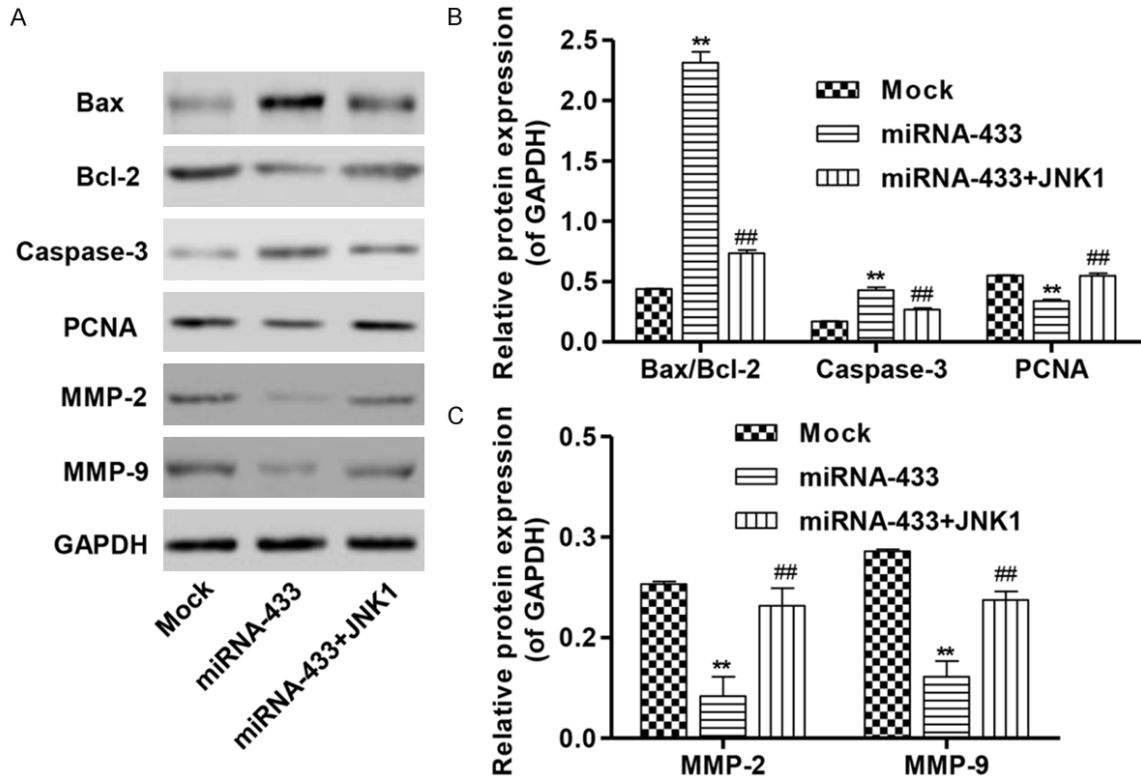 A
Bax
Bcl-2
Caspase-3
PCNA
MMP-2
MMP-9
GAPDH
Mock
miRNA-433
miRNA-433+JNK1
B
Relative protein expression
(of GAPDH)
2.5
2.0
1.5
1.0
0.5
0.0
**
##
**
##
**
##
Mock
miRNA-433
miRNA-433+JNK1
Bax/Bcl-2
Caspase-3
PCNA
C
Relative protein expression
(of GAPDH)
0.5
0.3
0.2
0.0
**
##
**
##
Mock
miRNA-433
miRNA-433+JNK1
MMP-2
MMP-9